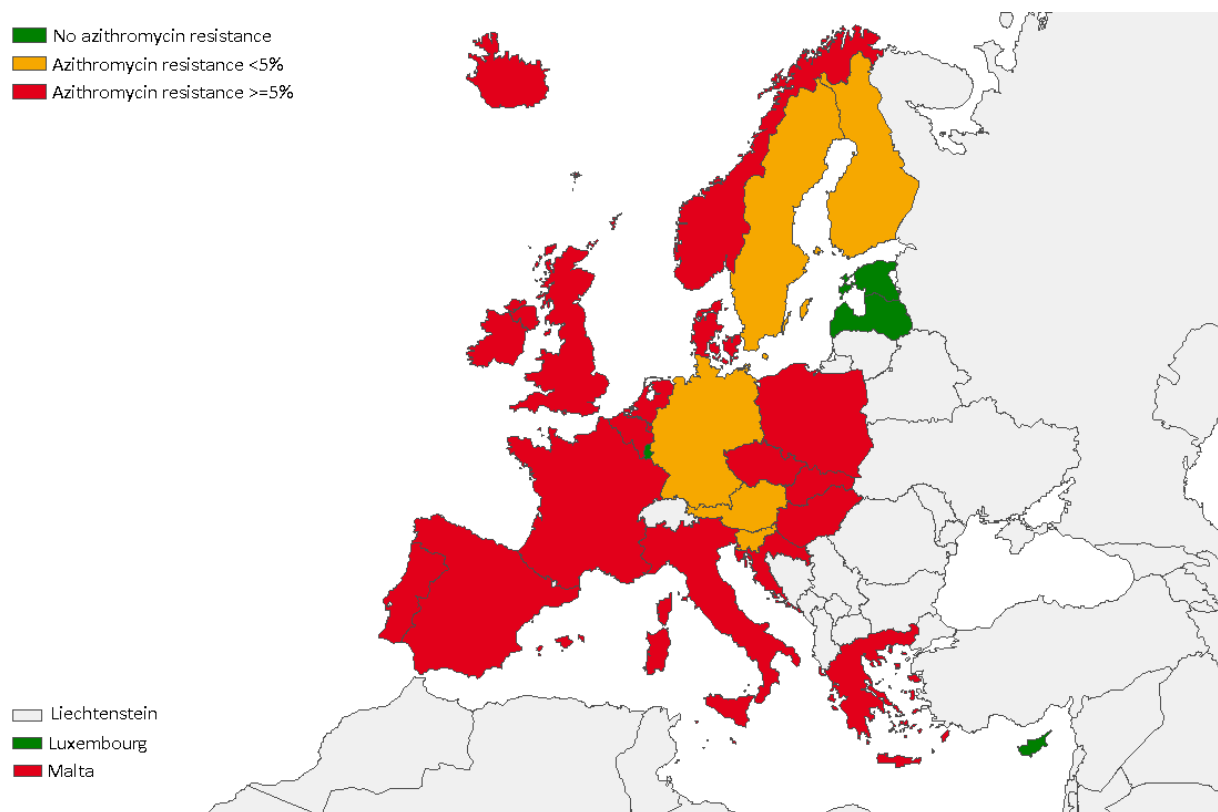 No azithromycin resistance
Azithromycin resistance <5%
Azithromycin resistance >=5%
Liechtenstein
Luxembourg
Malta